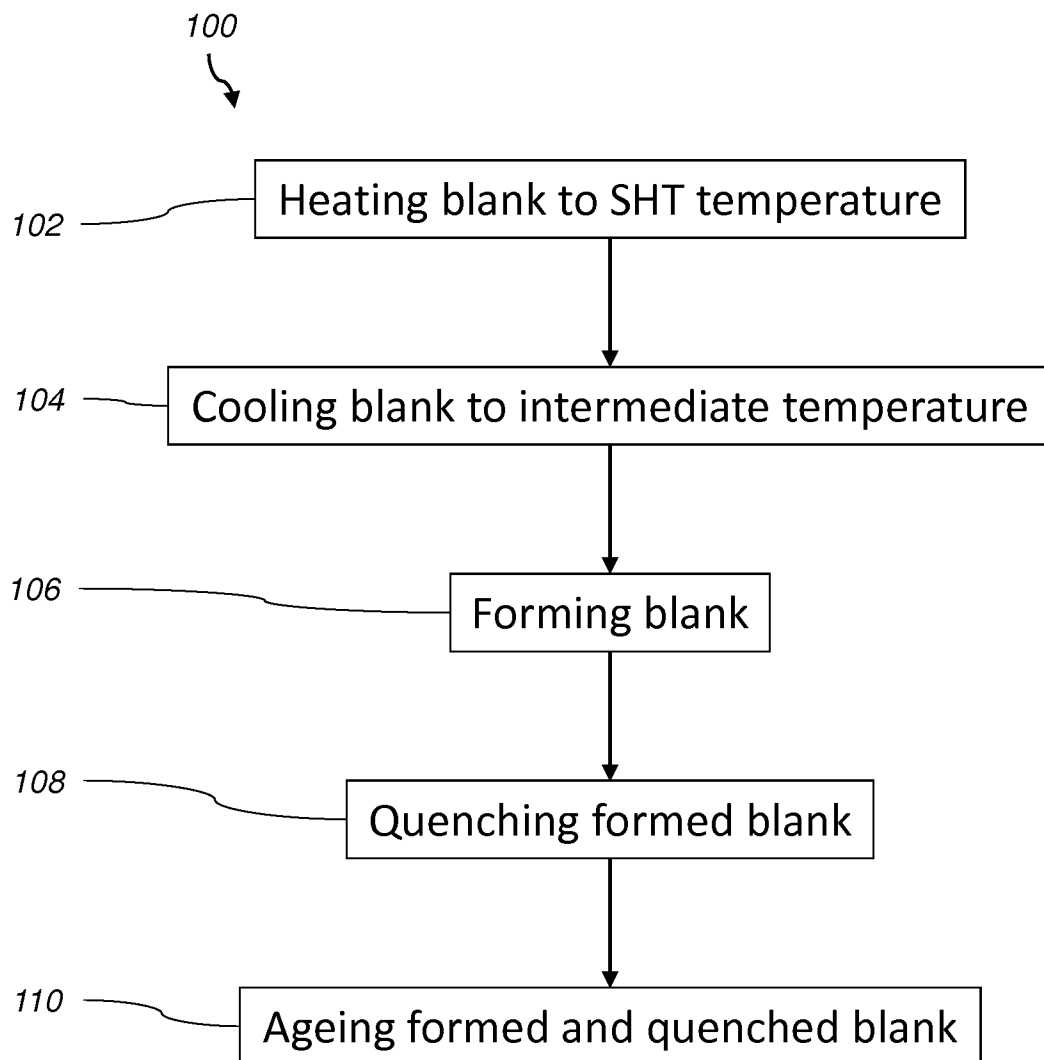 100
102
Heating blank to SHT temperature
104
Cooling blank to intermediate temperature
106
Forming blank
108
Quenching formed blank
110
Ageing formed and quenched blank